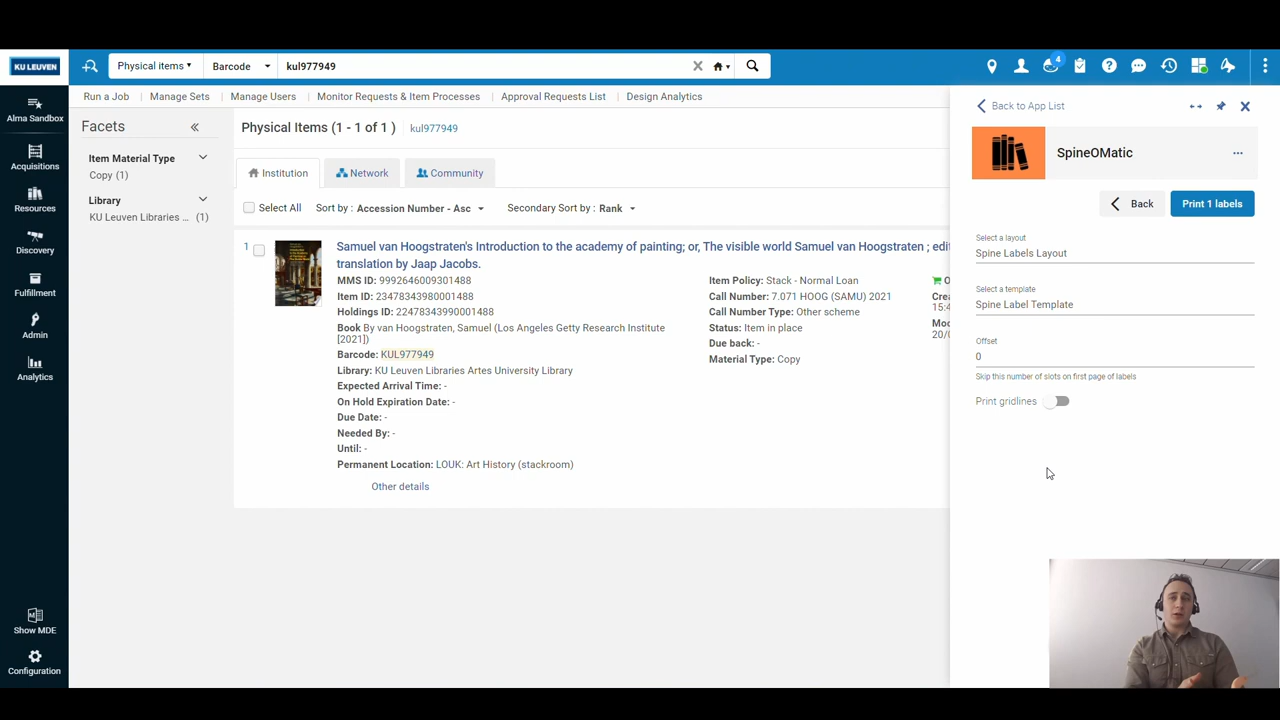 KU LEUVEN
Physical items
Barcode
kul977949
4
Alma Sandbox
Run a Job
Manage Sets
Manage Users
Monitor Requests & Item Processes
Approval Requests List
Design Analytics
Acquisitions
Resources
Discovery
Fulfillment
Admin
Analytics
Show MDE
Configuration
Facets
Item Material Type
Copy (1)
Library
KU Leuven Libraries ... (1)
Physical Items (1 - 1 of 1 ) kul977949
Institution
Network
Community
Select All
Sort by : Accession Number - Asc
Secondary Sort by : Rank
1
Samuel van Hoogstraten's Introduction to the academy of painting; or, The visible world Samuel van Hoogstraten ; edi
translation by Jaap Jacobs.
MMS ID: 9992646009301488
Item ID: 23478343980001488
Holdings ID: 22478343990001488
Book By van Hoogstraten, Samuel (Los Angeles Getty Research Institute
[2021])
Barcode: KUL977949
Library: KU Leuven Libraries Artes University Library
Expected Arrival Time: -
On Hold Expiration Date: -
Due Date: -
Needed By: -
Until: -
Permanent Location: LOUK: Art History (stackroom)
Other details
Item Policy: Stack - Normal Loan
Call Number: 7.071 HOOG (SAMU) 2021
Call Number Type: Other scheme
Status: Item in place
Due back: -
Material Type: Copy
O
Crea
15:4
Mod
20/0
Back to App List
SpineOMatic
Back
Print 1 labels
Select a layout
Spine Labels Layout
Select a template
Spine Label Template
Offset
0
Skip this number of slots on first page of labels
Print gridlines